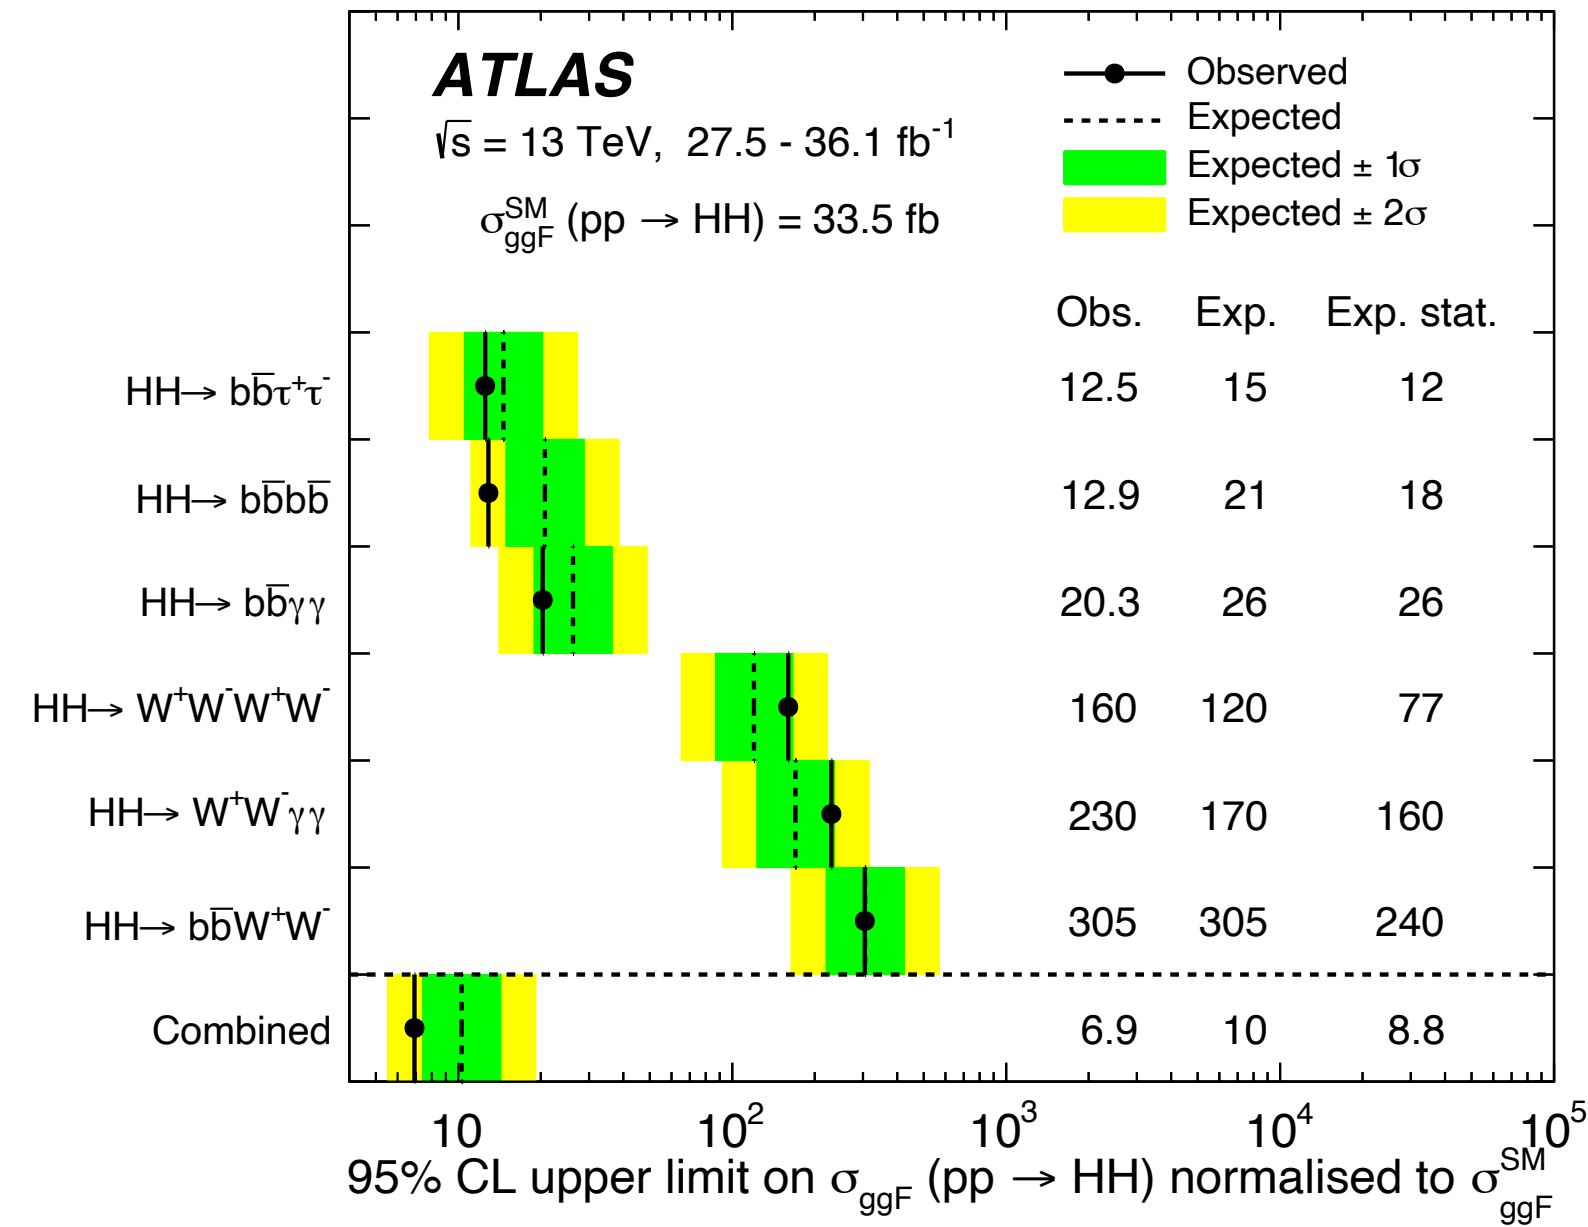 ATLAS
√s = 13 TeV, 27.5 - 36.1 fb⁻¹
σ^SM_ggF (pp → HH) = 33.5 fb
Observed
Expected
Expected ± 1σ
Expected ± 2σ
Obs. Exp. Exp. stat.
HH→ bb̅τ⁺τ⁻ 12.5 15 12
HH→ bb̅bb̅ 12.9 21 18
HH→ bb̅γγ 20.3 26 26
HH→ W⁺W⁻W⁺W⁻ 160 120 77
HH→ W⁺W⁻γγ 230 170 160
HH→ bb̅W⁺W⁻ 305 305 240
Combined 6.9 10 8.8
10 10² 10³ 10⁴ 10⁵
95% CL upper limit on σ_ggF (pp → HH) normalised to σ^SM_ggF